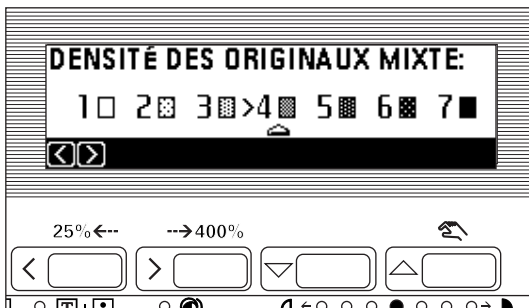 DENSITÉ DES ORIGINAUX MIXTE:
1 2 3 >4 5 6 7
< >
25% ←-- --→400%
< >
T